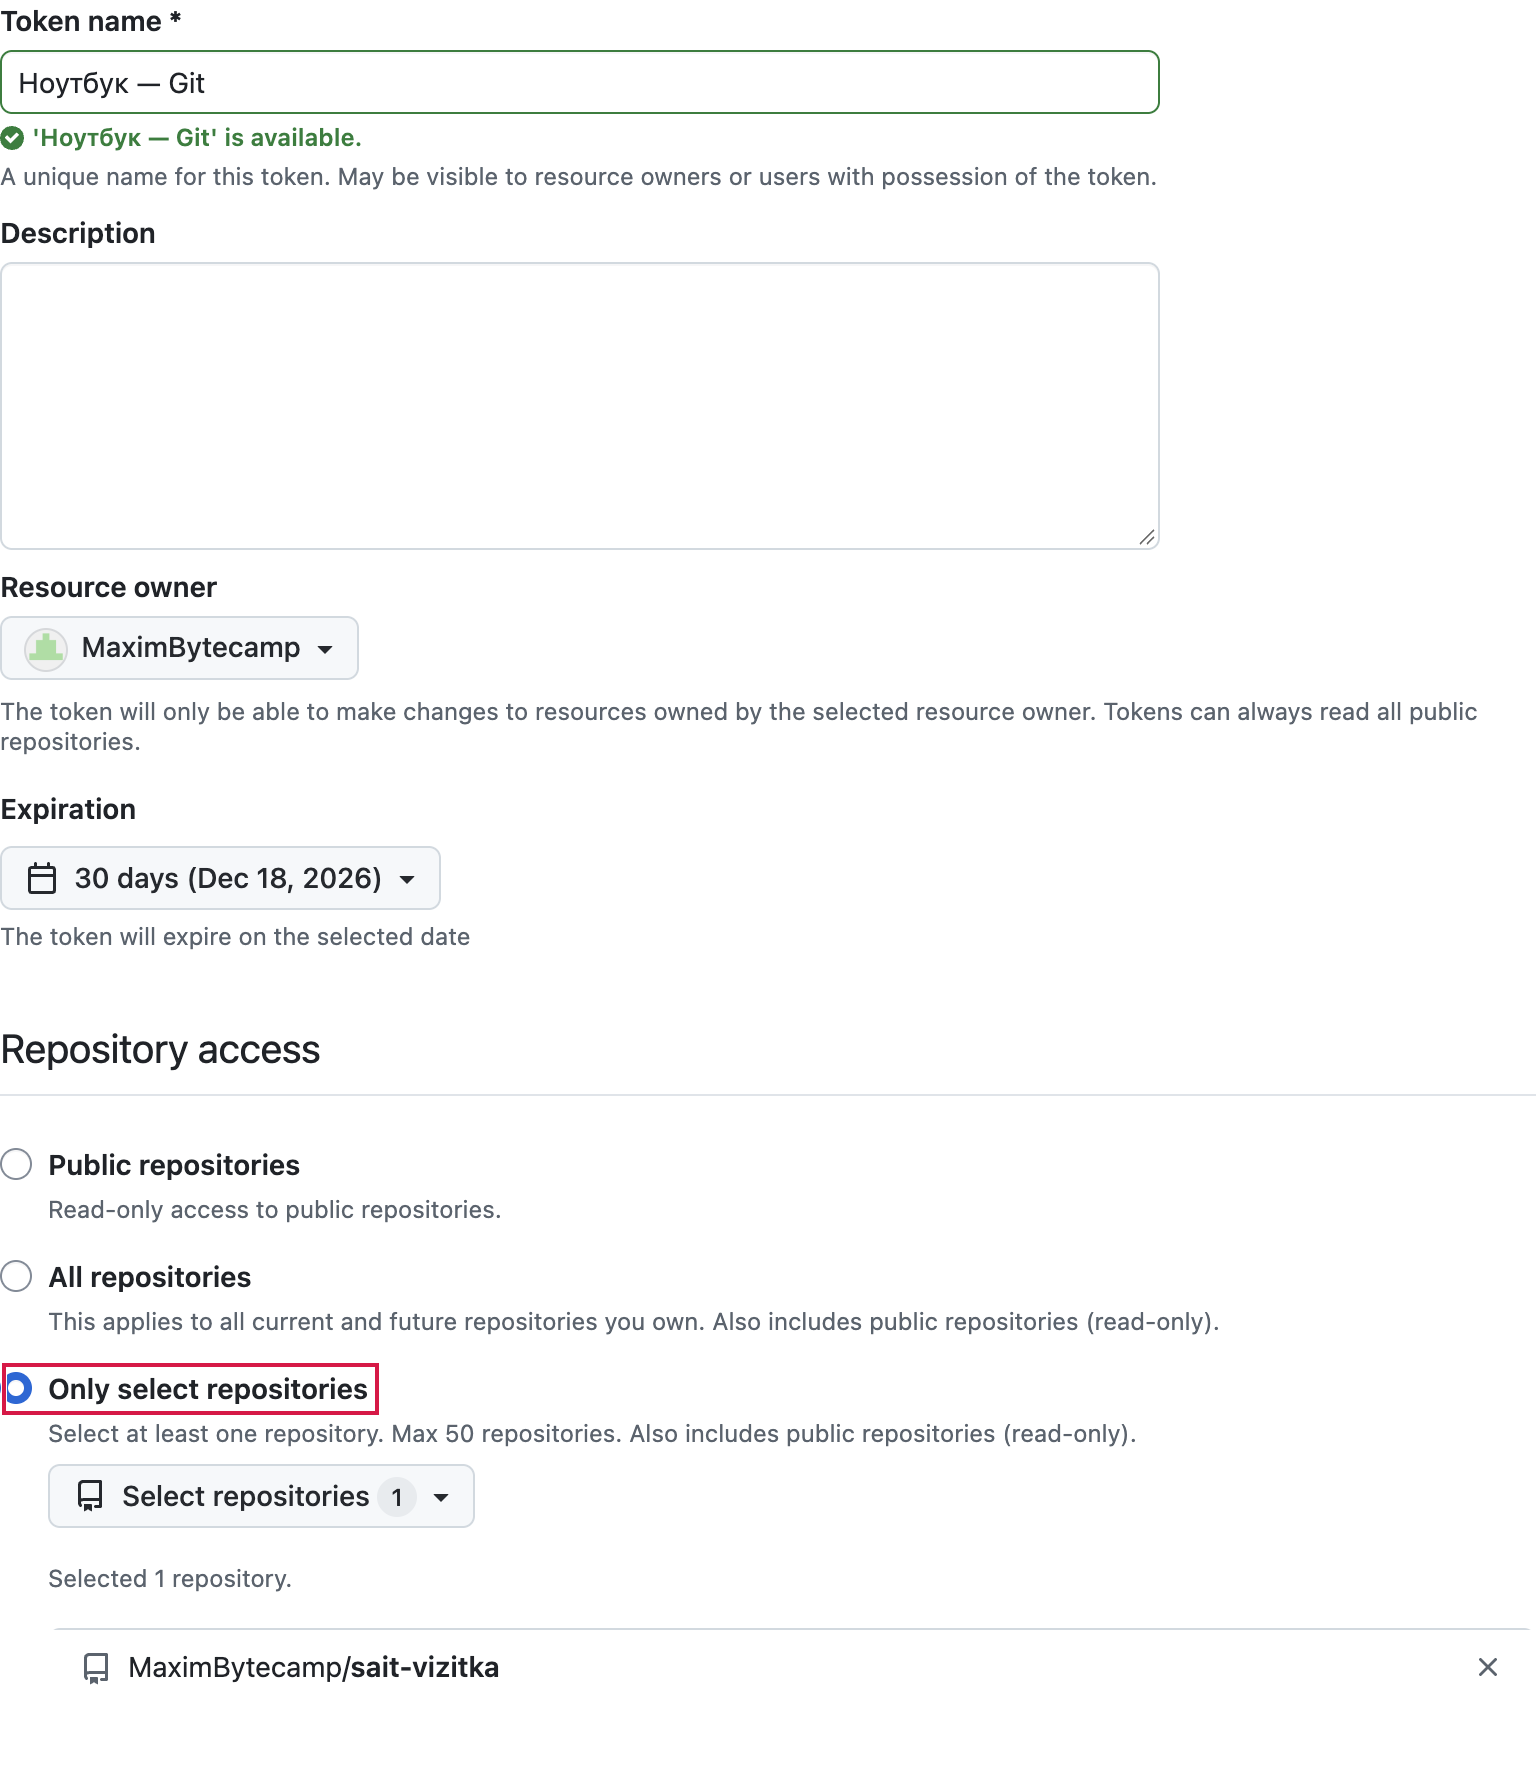 Token name *
Ноутбук — Git
'Ноутбук — Git' is available.
A unique name for this token. May be visible to resource owners or users with possession of the token.
Description
Resource owner
MaximBytecamp
The token will only be able to make changes to resources owned by the selected resource owner. Tokens can always read all public
repositories.
Expiration
30 days (Dec 18, 2026)
The token will expire on the selected date
Repository access
Public repositories
Read-only access to public repositories.
All repositories
This applies to all current and future repositories you own. Also includes public repositories (read-only).
Only select repositories
Select at least one repository. Max 50 repositories. Also includes public repositories (read-only).
Select repositories 1
Selected 1 repository.
MaximBytecamp/sait-vizitka